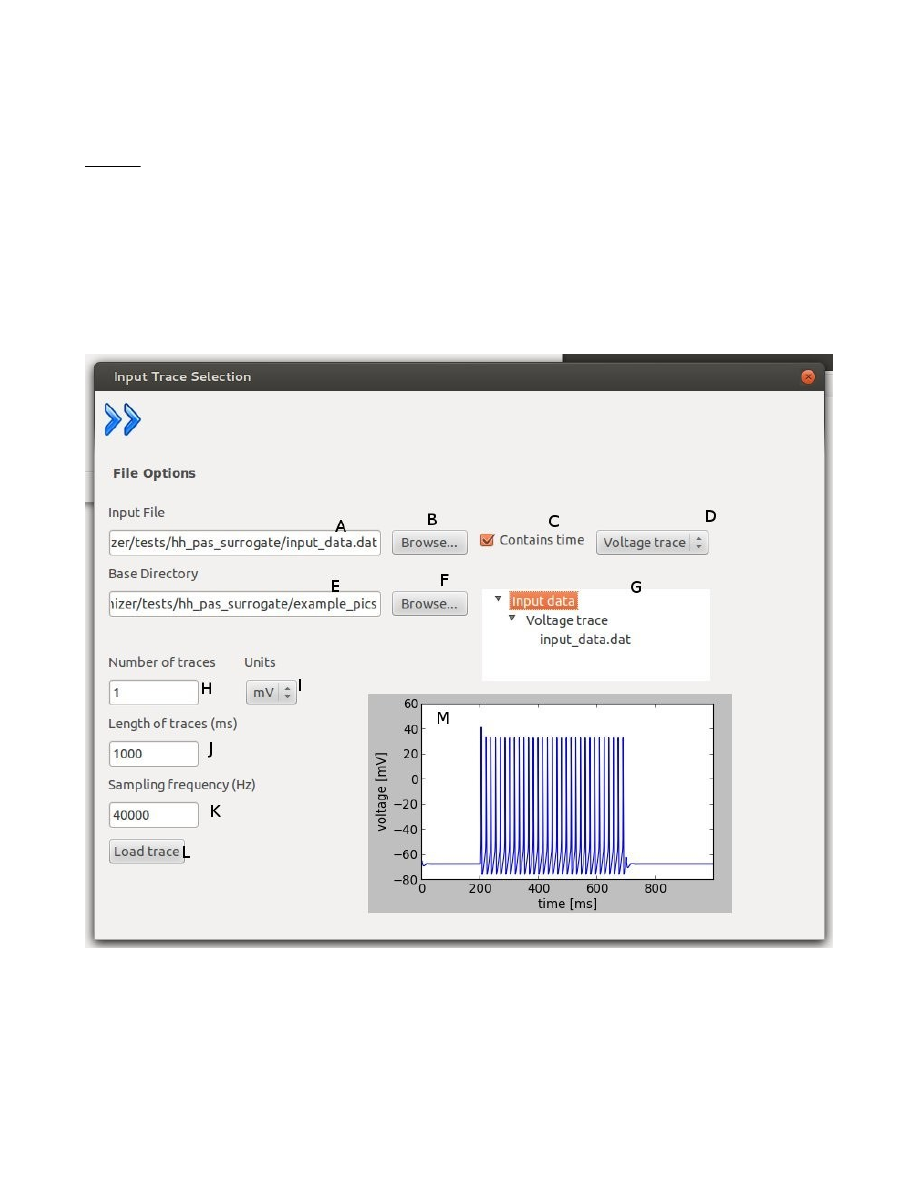 Input Trace Selection
File Options
Input File
A
B
C
D
zer/tests/hh_pas_surrogate/input_data.dat
Browse...
Contains time
Voltage trace
Base Directory
E
F
G
nizer/tests/hh_pas_surrogate/example_pics
Browse...
Input data
Voltage trace
input_data.dat
Number of traces
Units
1
H
mV
I
Length of traces (ms)
1000
J
Sampling frequency (Hz)
40000
K
Load trace
L
M
voltage [mV]
60
40
20
0
−20
−40
−60
−80
0 200 400 600 800
time [ms]